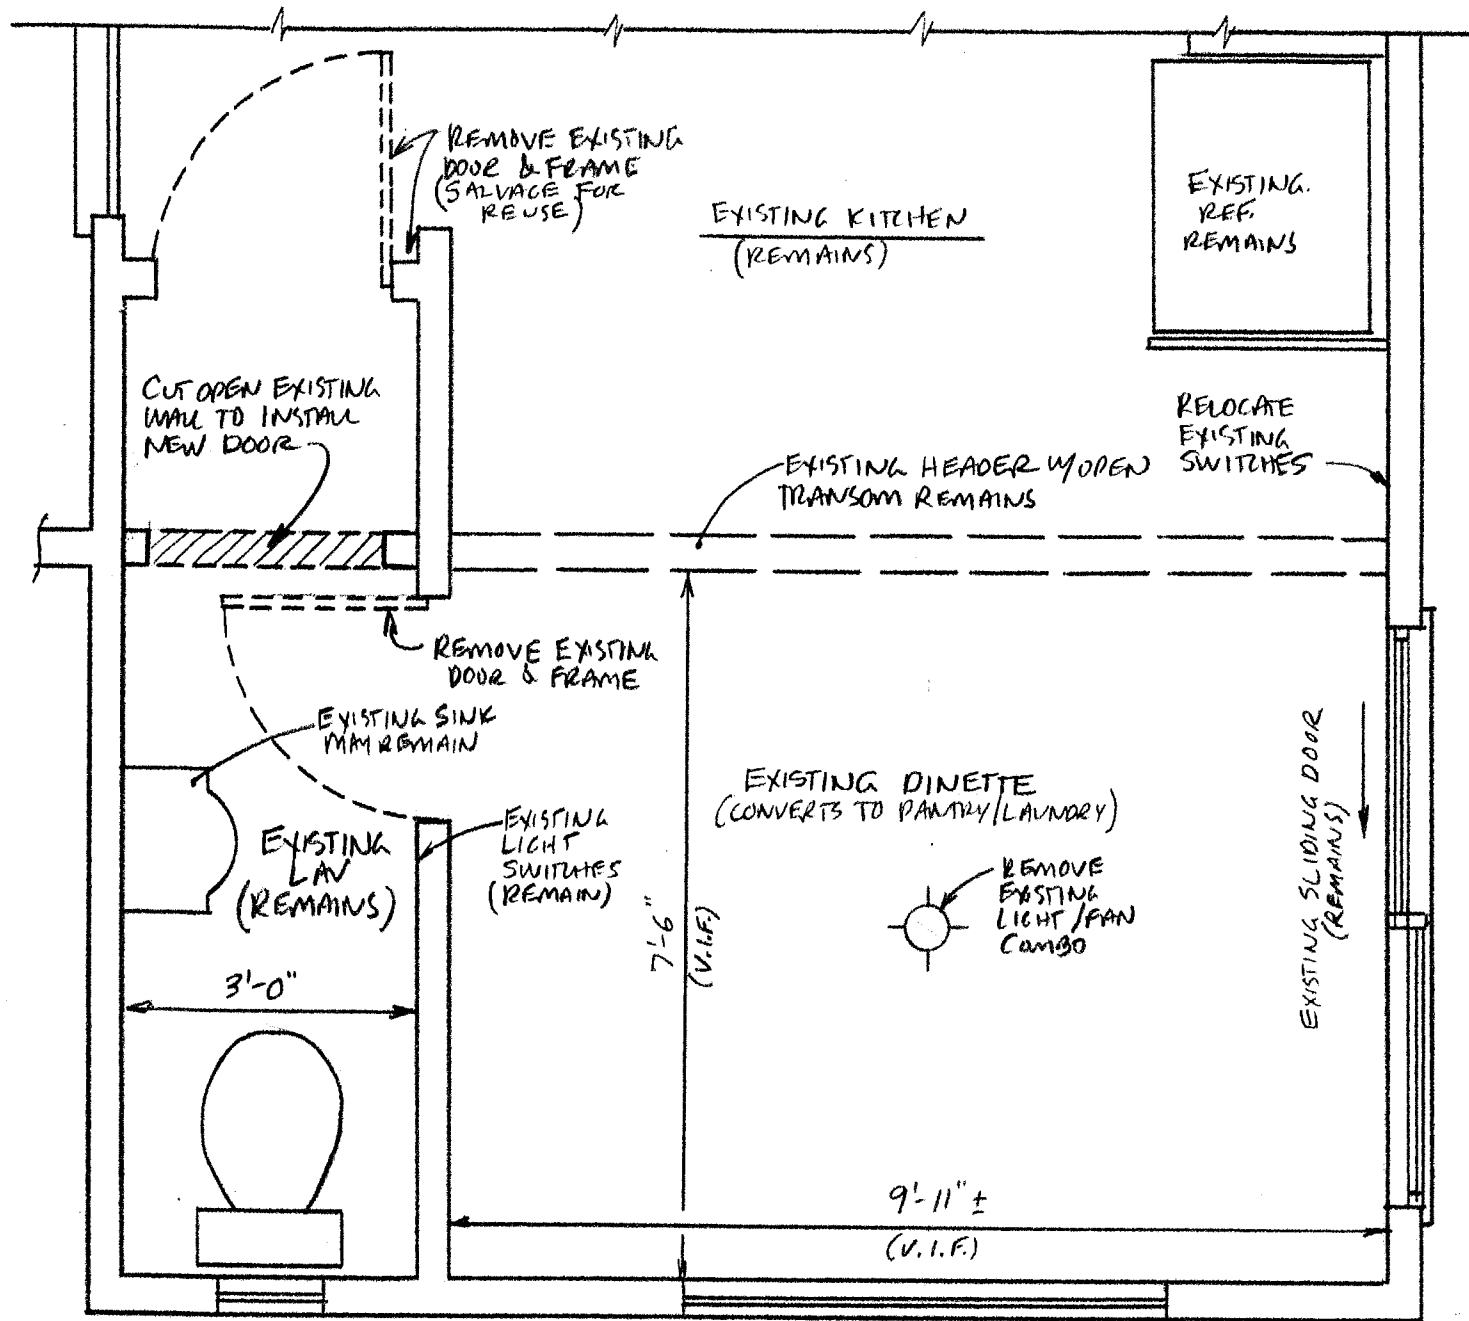 REMOVE EXISTING
DOOR & FRAME
(SALVAGE FOR
REUSE)
EXISTING KITCHEN
(REMAINS)
EXISTING.
REF.
REMAINS
CUT OPEN EXISTING
WALL TO INSTALL
NEW DOOR
RELOCATE
EXISTING
SWITCHES
EXISTING HEADER W/OPEN
TRANSOM REMAINS
REMOVE EXISTING
DOOR & FRAME
EXISTING SINK
MAY REMAIN
EXISTING DINETTE
(CONVERTS TO PANTRY/LAUNDRY)
EXISTING SLIDING DOOR
(REMAINS)
EXISTING
LAV
(REMAINS)
EXISTING
LIGHT
SWITCHES
(REMAIN)
REMOVE
EXISTING
LIGHT/FAN
COMBO
7'-6"
(V.I.F.)
3'-0"
9'-11" ±
(V.I.F.)